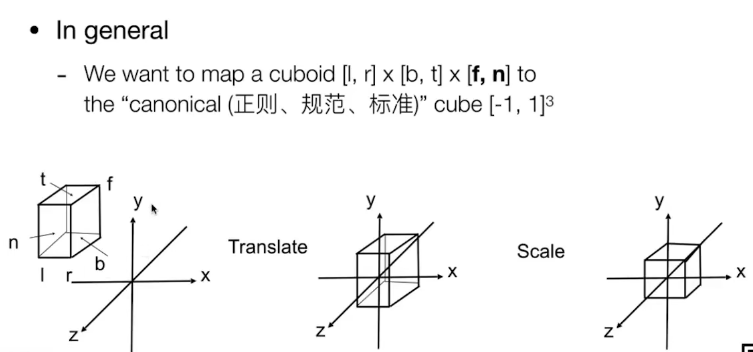 • In general
- We want to map a cuboid [l, r] x [b, t] x [f, n] to
the “canonical (正则、规范、标准)” cube [-1, 1]³
t
f
n
l
r
b
y
x
z
Translate
y
x
z
Scale
y
x
z